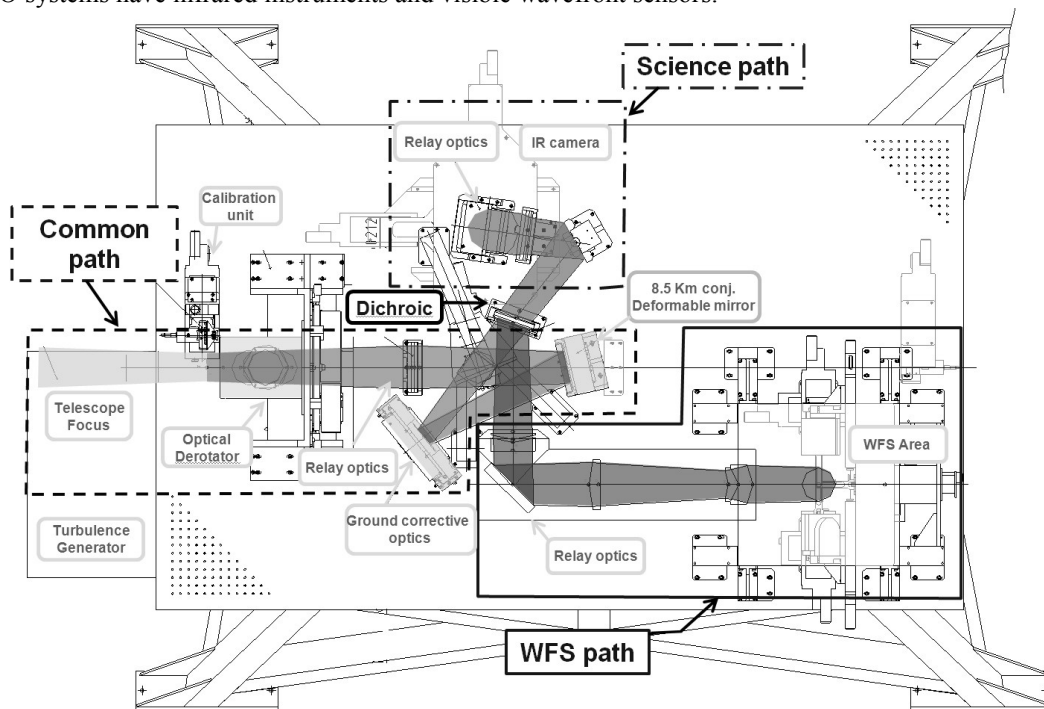 O systems have infrared instruments and visible wavefront sensors.
Science path
Relay optics
IR camera
Calibration
unit
Common
path
212
Dichroic
8.5 Km conj.
Deformable mirror
Telescope
Focus
Optical
Derotator
Relay optics
WFS Area
Ground corrective
optics
Turbulence
Generator
Relay optics
WFS path